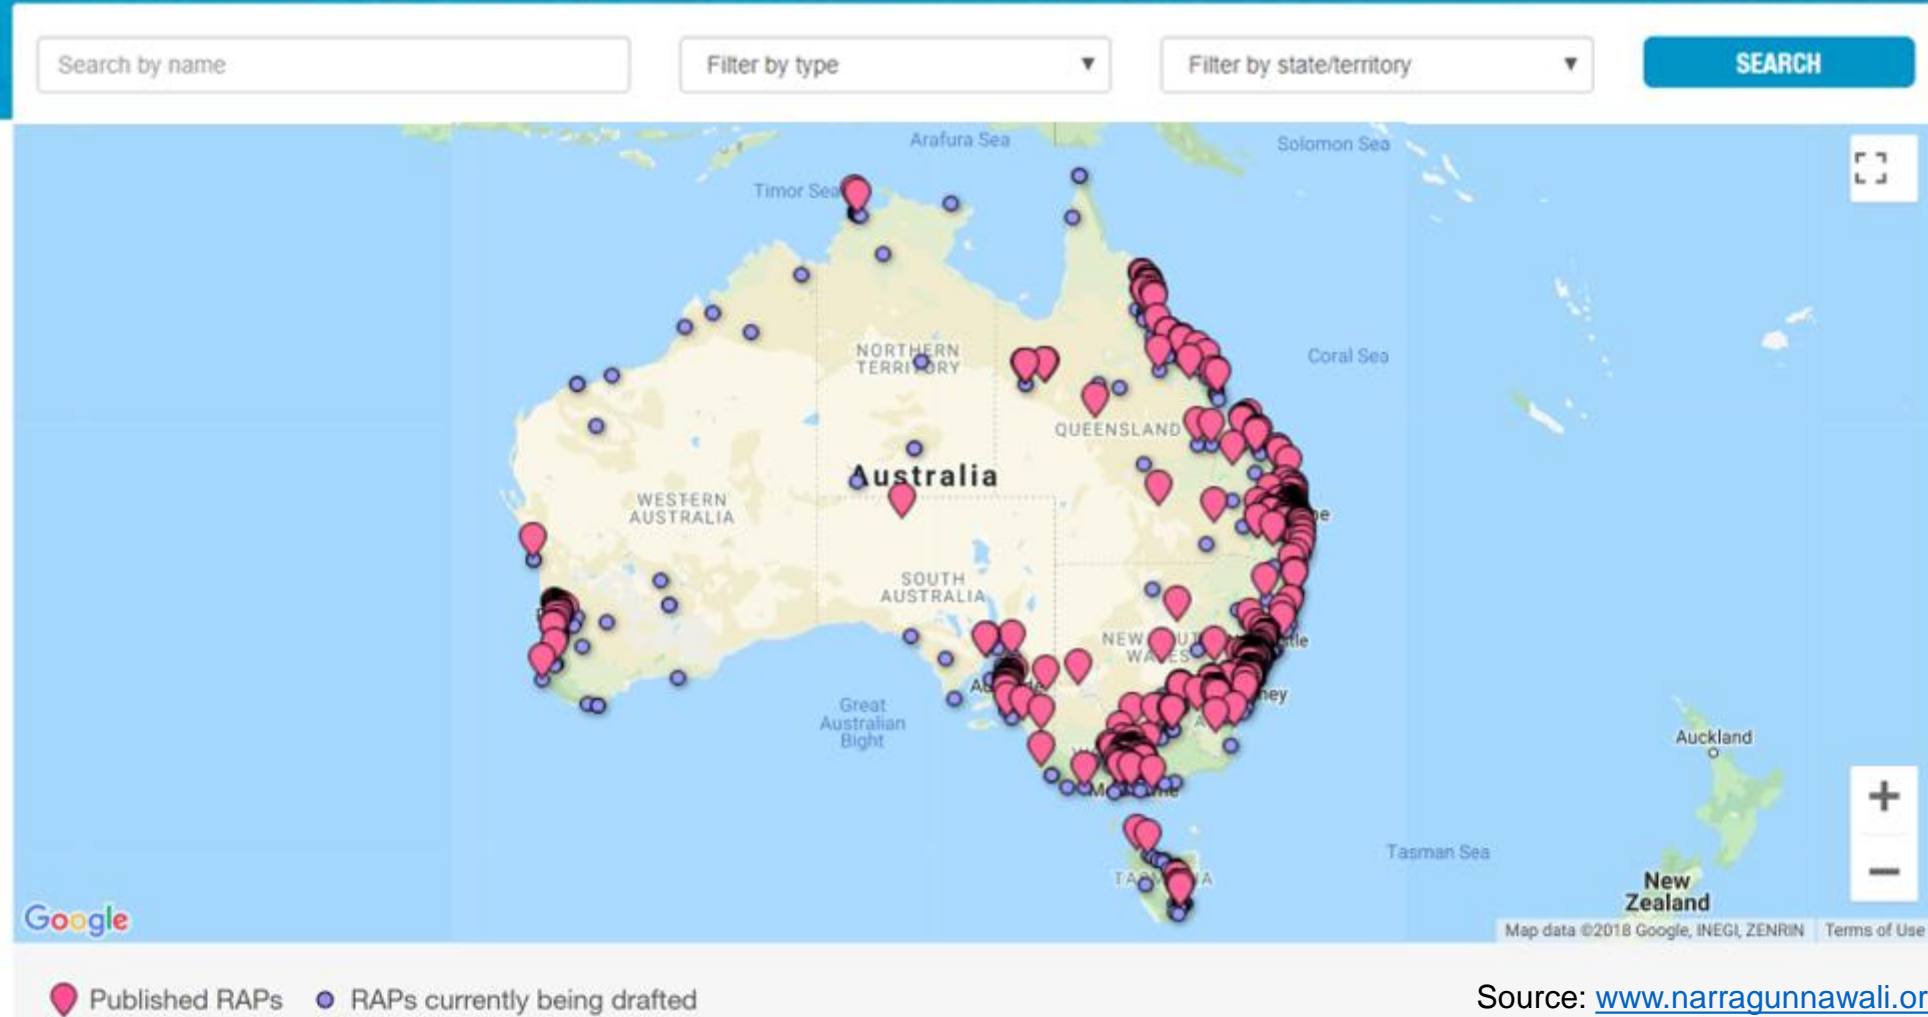 Search by name
Filter by type
Filter by state/territory
SEARCH
Arafura Sea
Solomon Sea
Timor Sea
NORTHERN
TERRITORY
Coral Sea
QUEENSLAND
Australia
WESTERN
AUSTRALIA
SOUTH
AUSTRALIA
Great
Australian
Bight
Auckland
Tasman Sea
New
Zealand
Google
Map data ©2018 Google, INEGI, ZENRIN
Terms of Use
Published RAPs
RAPs currently being drafted
Source: www.narragunnawali.or